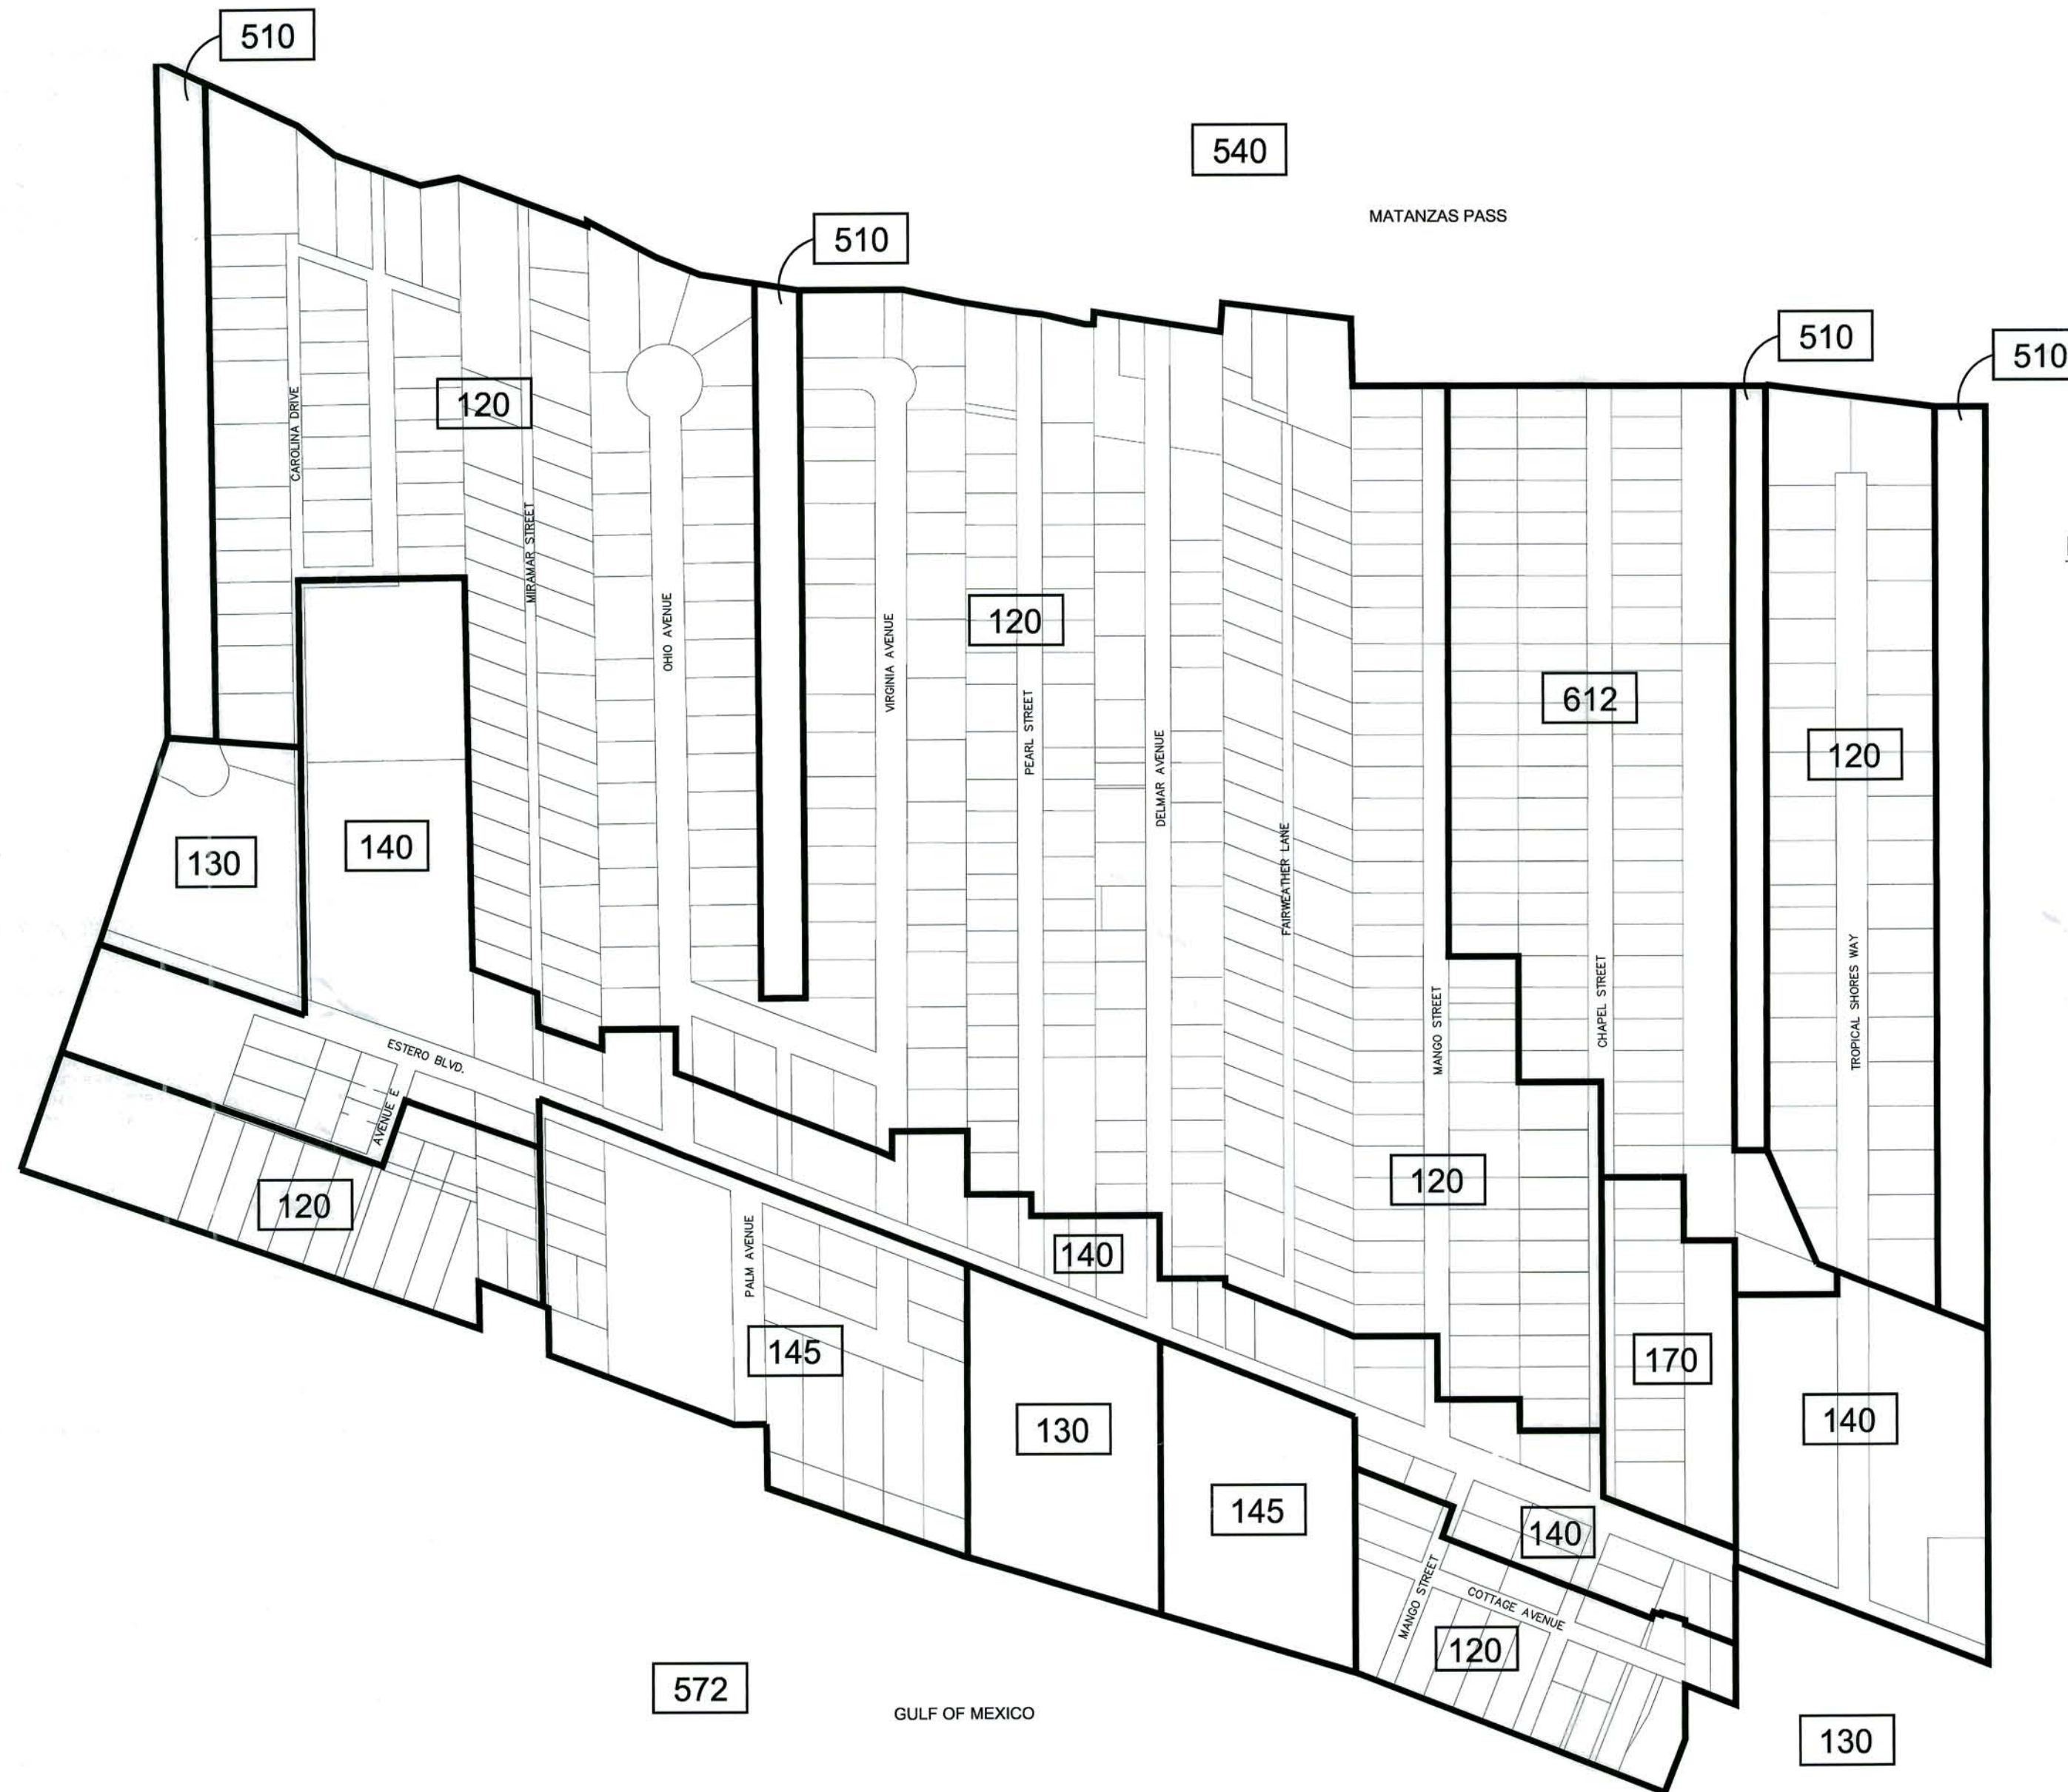 510
540
MATANZAS PASS
510
510
510
120
CAROLINA DRIVE
MIRAMAR STREET
OHIO AVENUE
VIRGINIA AVENUE
120
PEARL STREET
DELMAR AVENUE
FAIRWEATHER LANE
612
120
MANGO STREET
CHAPEL STREET
TROPICAL SHORES WAY
130
140
ESTERO BLVD.
AVENUE E
120
PALM AVENUE
140
120
145
170
130
140
145
140
MANGO STREET
COTTAGE AVENUE
120
572
GULF OF MEXICO
130